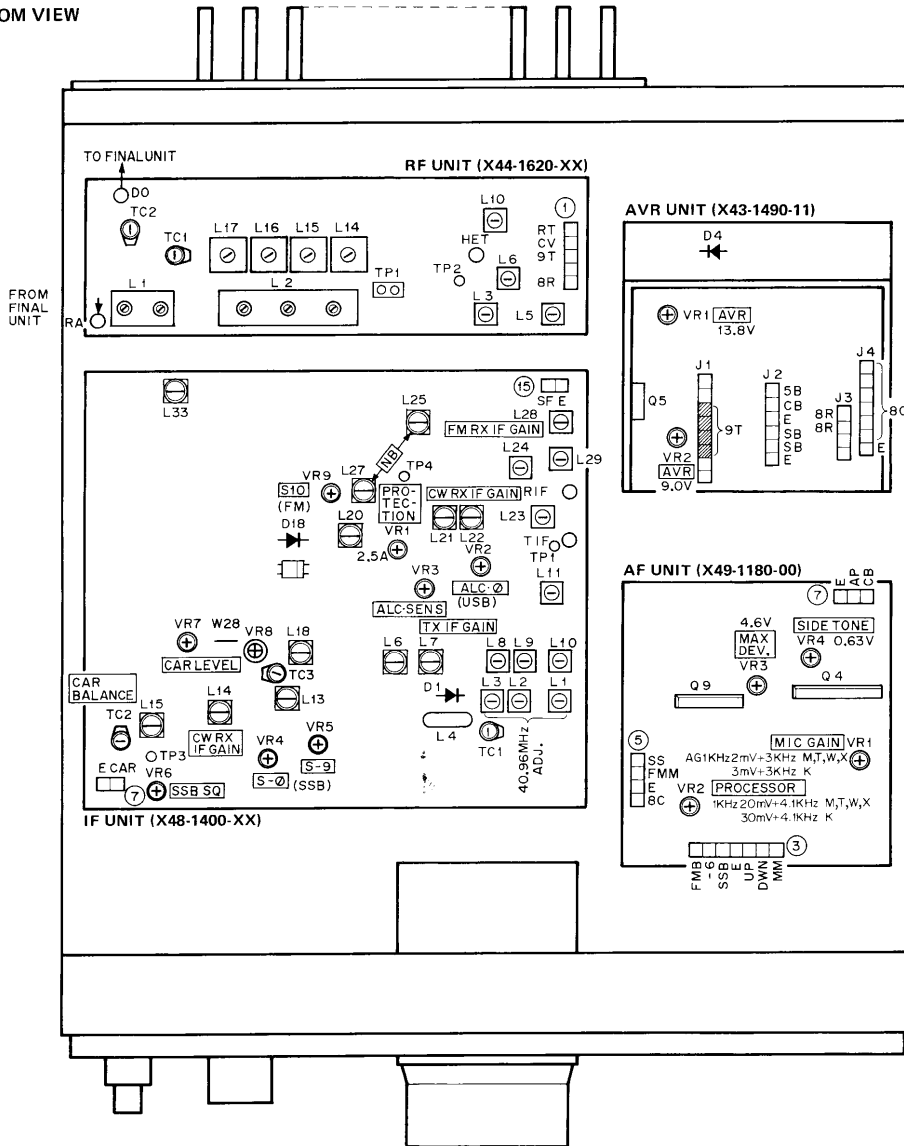 OM VIEW
TO FINAL UNIT
RF UNIT (X44-1620-XX)
DO
TC2
TC1
L17
L16
L15
L14
L10
1
HET
RT
CV
9T
8R
TP2
L6
TP1
L1
L2
L3
L5
FROM
FINAL
UNIT
RA
AVR UNIT (X43-1490-11)
D4
VR1 AVR
13.8V
J1
J2
J3
J4
Q5
9T
5B
CB
E
SB
SB
E
8R
8R
8C
E
VR2
AVR
9.0V
L33
15
SF E
L25
L28
FM RX IF GAIN
NB
L24
L29
L27
TP4
VR9
S10
(FM)
PRO-
TEC-
TION
CW RX IF GAIN
RIF
L20
L21
L22
L23
D18
VR1
2.5A
VR2
TIF
TP1
VR3
ALC-Ø
(USB)
L11
ALC-SENS
TX IF GAIN
VR7
W28
VR8
L18
CAR LEVEL
L6
L7
L8
L9
L10
TC3
CAR
BALANCE
L14
L13
D1
L3
L2
L1
TC2
L15
CW RX
IF GAIN
VR5
L4
TC1
40.96MHz
ADJ.
TP3
VR4
S-9
(SSB)
E CAR
VR6
S-Ø
7
SSB SQ
IF UNIT (X48-1400-XX)
AF UNIT (X49-1180-00)
7
E
AP
CB
4.6V
MAX
DEV.
VR3
SIDE TONE
VR4 0.63V
Q9
Q4
5
SS
FMM
E
8C
MIC GAIN VR1
AG1KHz2mV+3KHz M,T,W,X
3mV+3KHz K
VR2 PROCESSOR
1KHz20mV+4.1KHz M,T,W,X
30mV+4.1KHz K
3
FMB
-6
SSB
E
UP
DWN
MM